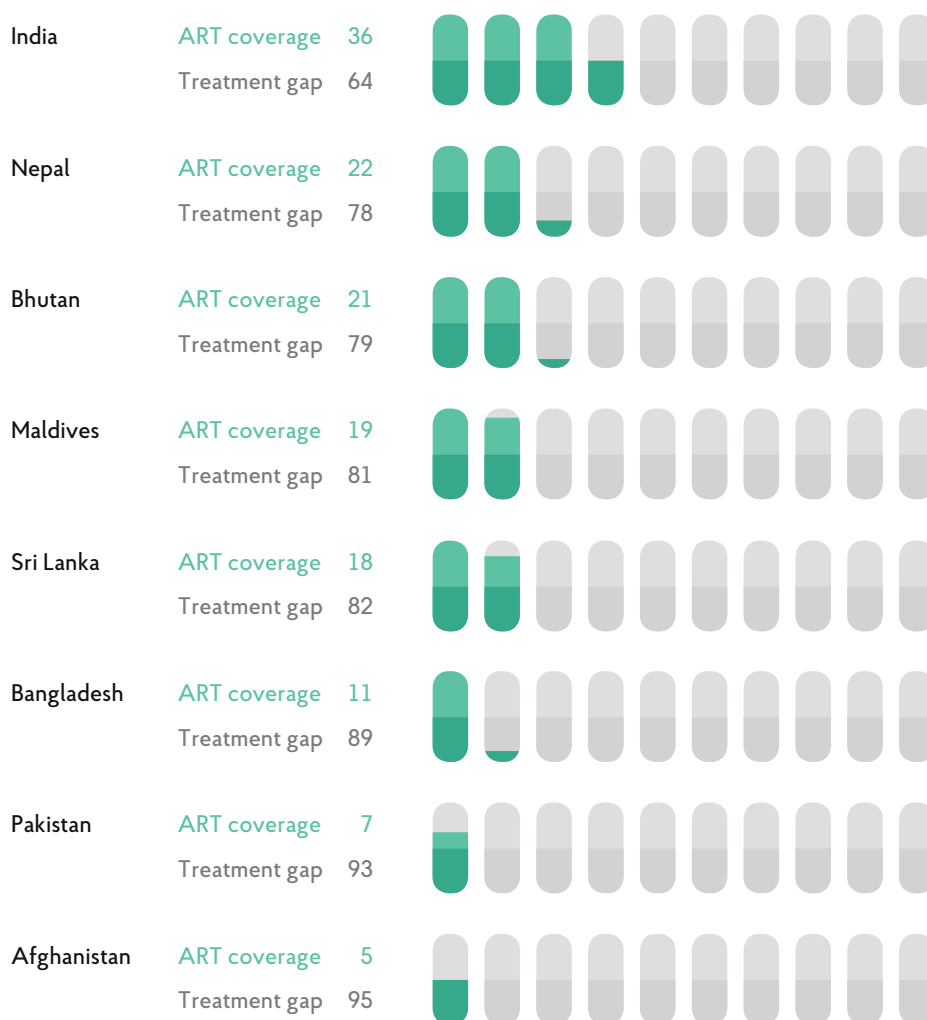 India ART coverage 36
Treatment gap 64
Nepal ART coverage 22
Treatment gap 78
Bhutan ART coverage 21
Treatment gap 79
Maldives ART coverage 19
Treatment gap 81
Sri Lanka ART coverage 18
Treatment gap 82
Bangladesh ART coverage 11
Treatment gap 89
Pakistan ART coverage 7
Treatment gap 93
Afghanistan ART coverage 5
Treatment gap 95